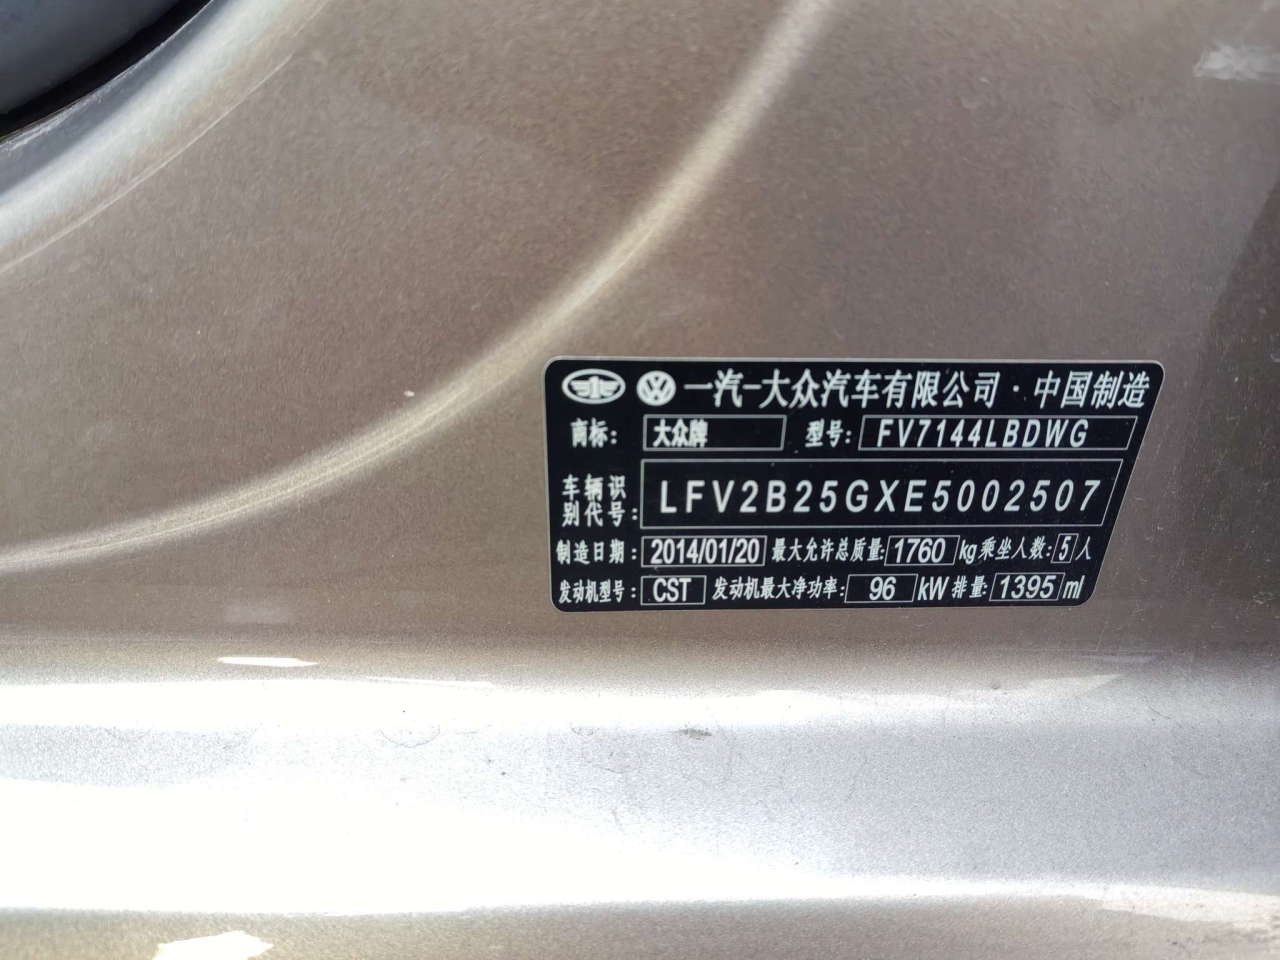 一汽-大众汽车有限公司·中国制造
商标: 大众牌 型号: FV7144LBDWG
车辆识别代号: LFV2B25GXE5002507
制造日期: 2014/01/20 最大允许总质量: 1760 kg 乘坐人数: 5 人
发动机型号: CST 发动机最大净功率: 96 kW 排量: 1395 ml